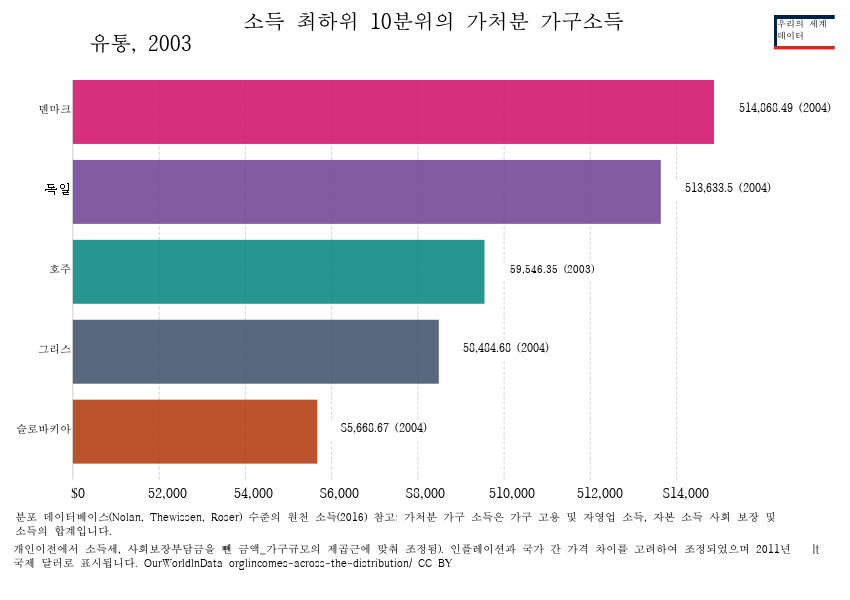 소득 최하위 10분위의 가처분 가구소득
유통, 2003
우리의 세계
데이터
덴마크
514,868.49 (2004)
독일
513,633.5 (2004)
호주
59,546.35 (2003)
그리스
58,484.68 (2004)
슬로바키아
S5,668.67 (2004)
$0 52,000 54,000 S6,000 S8,000 510,000 512,000 S14,000
분포 데이터베이스(Nolan, Thewissen, Roser) 수준의 원천 소득(2016) 참고: 가처분 가구 소득은 가구 고용 및 자영업 소득, 자본 소득 사회 보장 및
소득의 합계입니다.
개인이전에서 소득세, 사회보장부담금을 뺀 금액_가구규모의 제곱근에 맞춰 조정됨). 인플레이션과 국가 간 가격 차이를 고려하여 조정되었으며 2011년 It
국제 달러로 표시됩니다. OurWorldInData orglincomes-across-the-distribution/ CC BY